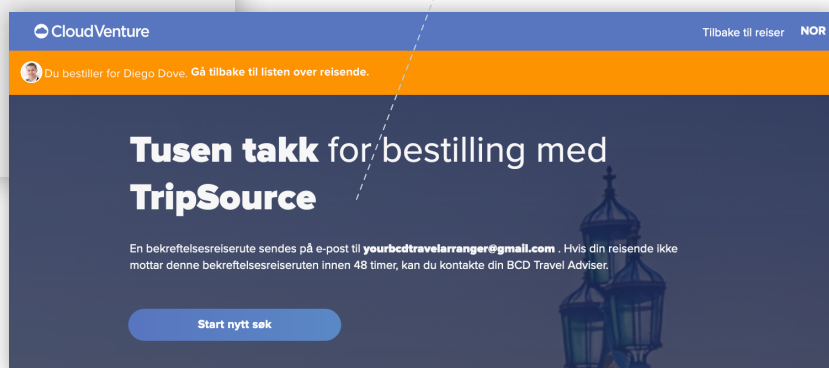 CloudVenture
Tilbake til reiser NOR
Du bestiller for Diego Dove. Gå tilbake til listen over reisende.
Tusen takk for bestilling med
TripSource
En bekreftelsesreiserute sendes på e-post til yourbcdtravelarranger@gmail.com . Hvis din reisende ikke
mottar denne bekreftelsesreiseruten innen 48 timer, kan du kontakte din BCD Travel Adviser.
Start nytt søk